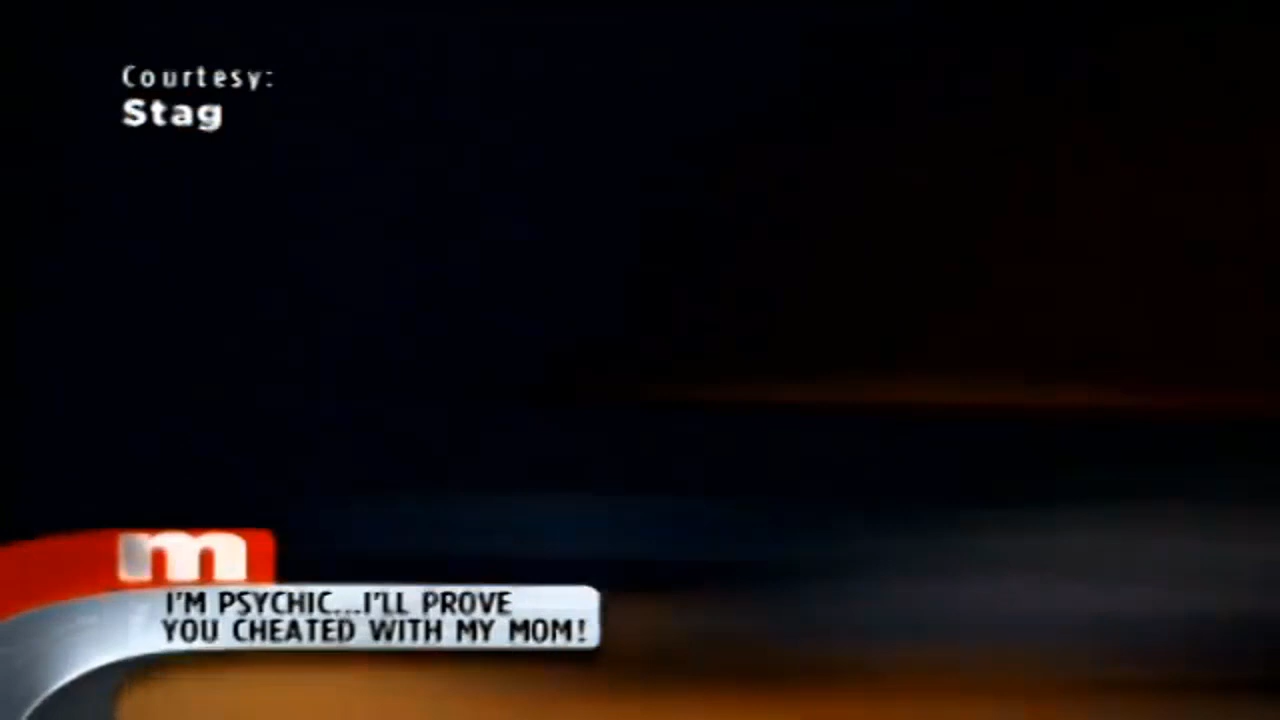 Courtesy:
Stag
m
I'M PSYCHIC...I'LL PROVE
YOU CHEATED WITH MY MOM!